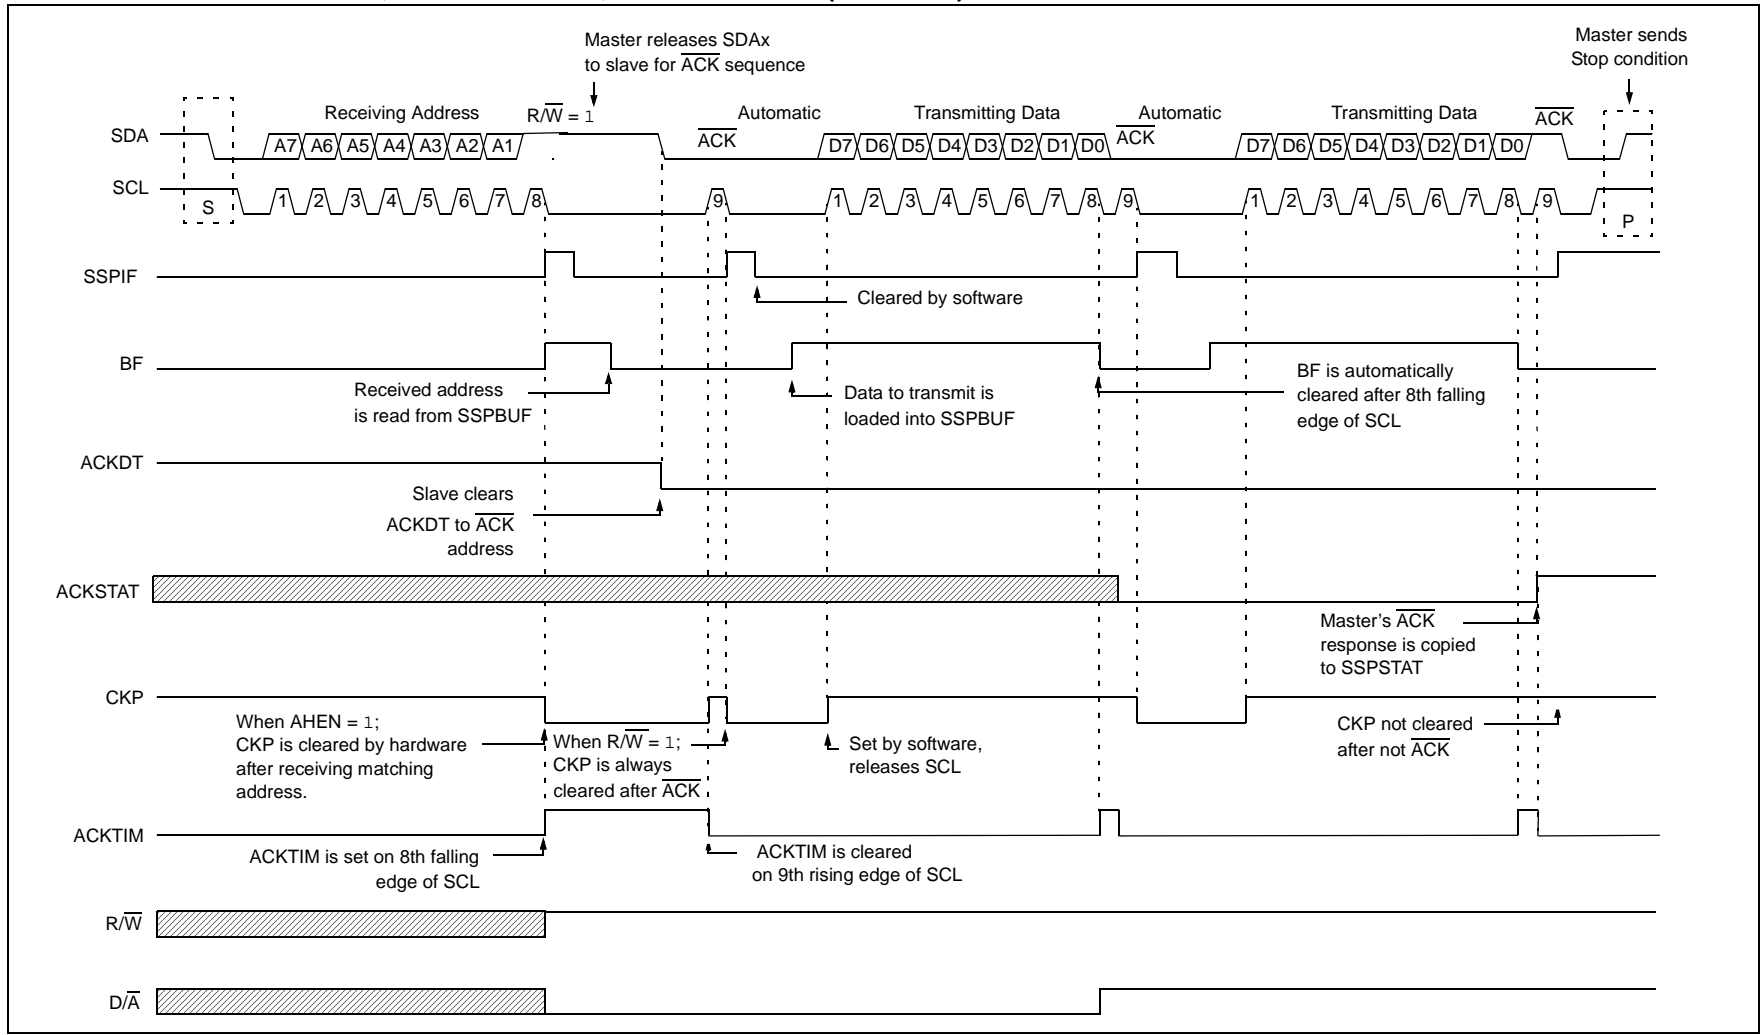 Master releases SDAx
to slave for ACK sequence
Master sends
Stop condition
Receiving Address
R/W = 1
Automatic
Transmitting Data
Automatic
Transmitting Data
ACK
SDA
A7 A6 A5 A4 A3 A2 A1
ACK
D7 D6 D5 D4 D3 D2 D1 D0
ACK
D7 D6 D5 D4 D3 D2 D1 D0
SCL
S
1 2 3 4 5 6 7 8
9
1 2 3 4 5 6 7 8 9
1 2 3 4 5 6 7 8 9
P
SSPIF
Cleared by software
BF
Received address
is read from SSPBUF
Data to transmit is
loaded into SSPBUF
BF is automatically
cleared after 8th falling
edge of SCL
ACKDT
Slave clears
ACKDT to ACK
address
ACKSTAT
Master's ACK
response is copied
to SSPSTAT
CKP
When AHEN = 1;
CKP is cleared by hardware
after receiving matching
address.
When R/W = 1;
CKP is always
cleared after ACK
Set by software,
releases SCL
CKP not cleared
after not ACK
ACKTIM
ACKTIM is set on 8th falling
edge of SCL
ACKTIM is cleared
on 9th rising edge of SCL
R/W
D/A